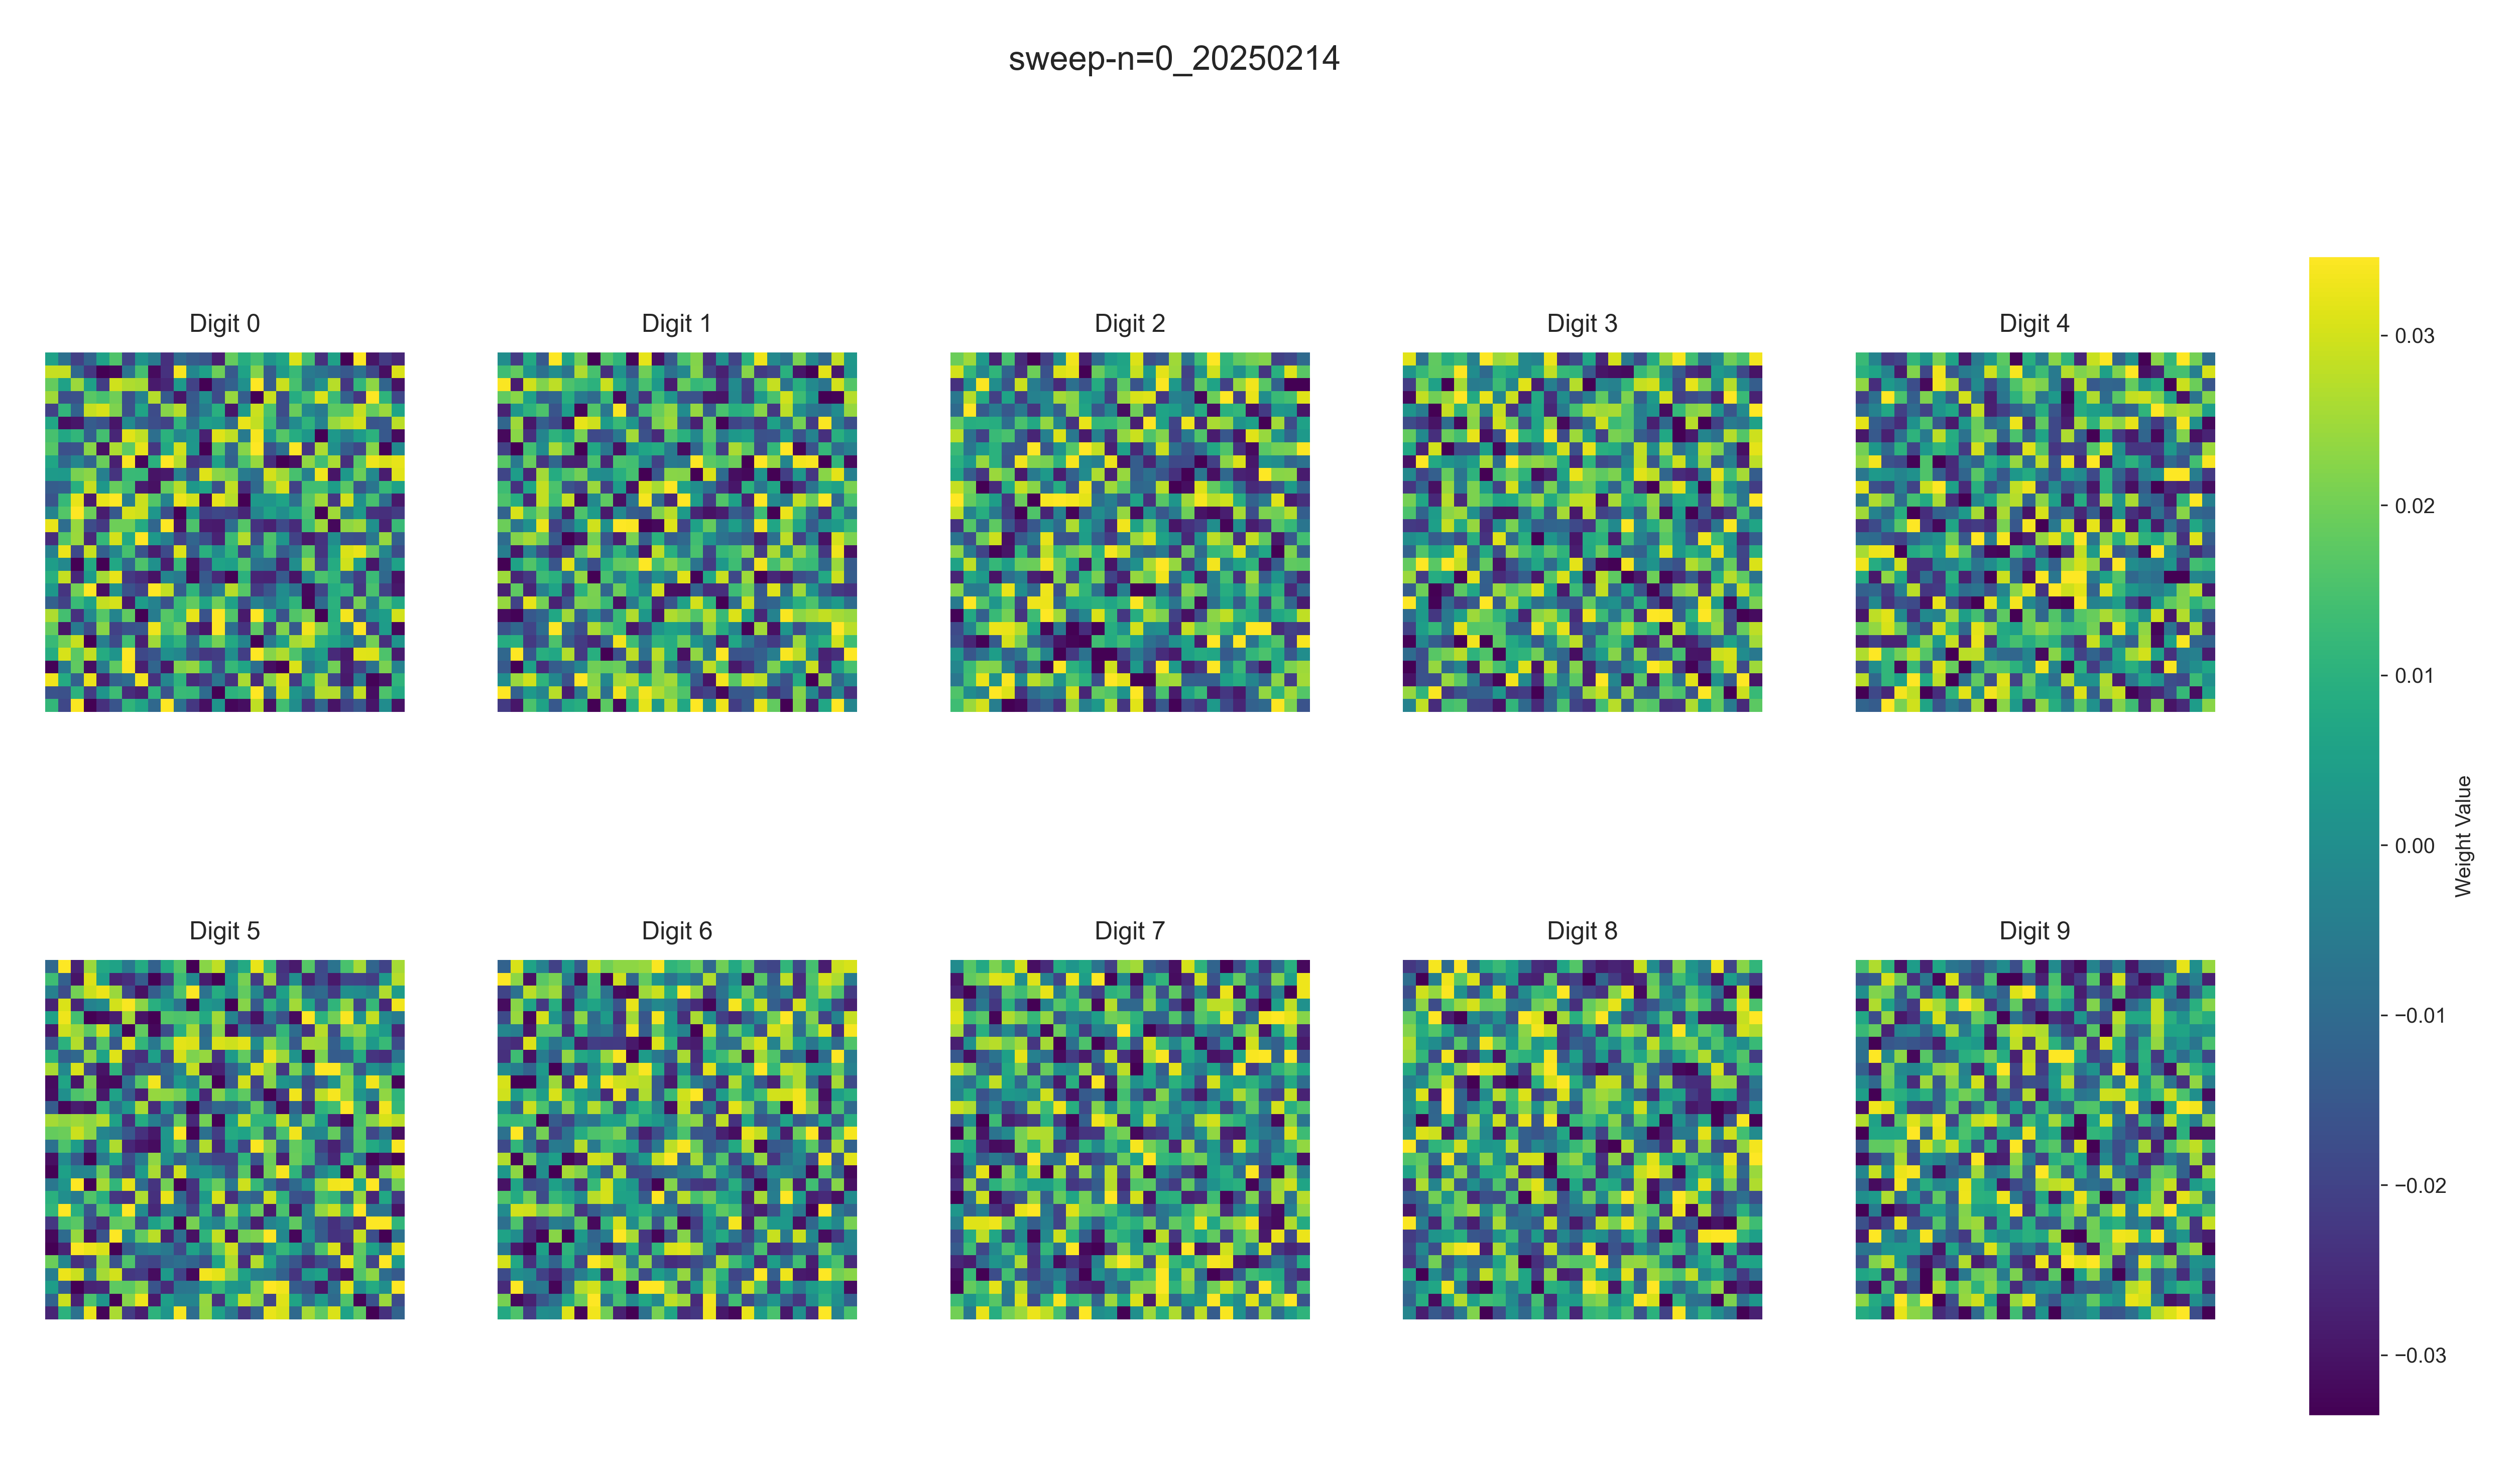 sweep-n=0_20250214
Digit 0
Digit 1
Digit 2
Digit 3
Digit 4
Digit 5
Digit 6
Digit 7
Digit 8
Digit 9
0.03
0.02
0.01
0.00
−0.01
−0.02
−0.03
Weight Value